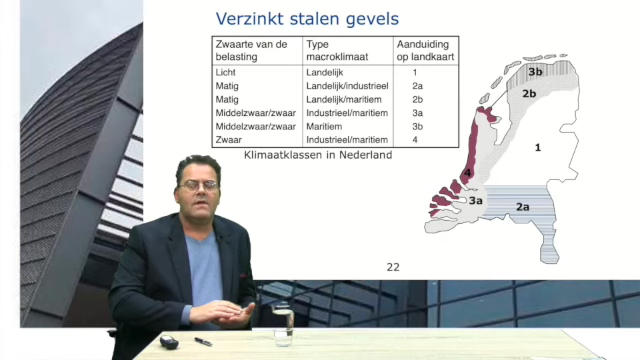 Verzinkt stalen gevels
Zwaarte van de belasting Type macroklimaat Aanduiding op landkaart
Licht Landelijk 1
Matig Landelijk/industrieel 2a
Matig Landelijk/maritiem 2b
Middelzwaar/zwaar Industrieel/maritiem 3a
Middelzwaar/zwaar Maritiem 3b
Zwaar Industrieel/maritiem 4
Klimaatklassen in Nederland
3b
2b
1
4
3a
2a
22